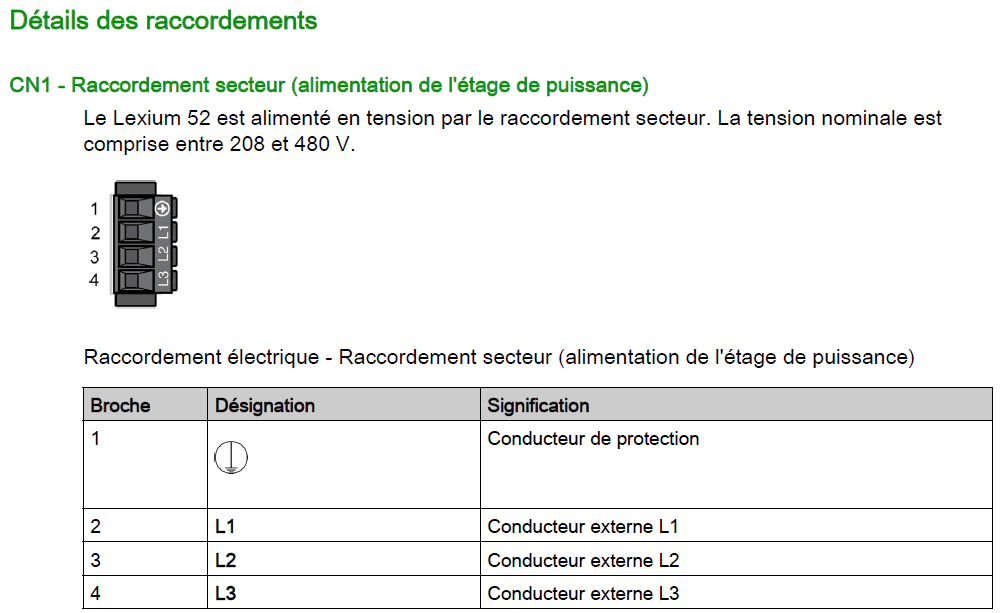 Détails des raccordements
CN1 - Raccordement secteur (alimentation de l'étage de puissance)
Le Lexium 52 est alimenté en tension par le raccordement secteur. La tension nominale est
comprise entre 208 et 480 V.
1
2 L1
3 L2
4 L3
Raccordement électrique - Raccordement secteur (alimentation de l'étage de puissance)
Broche Désignation Signification
1 Conducteur de protection
2 L1 Conducteur externe L1
3 L2 Conducteur externe L2
4 L3 Conducteur externe L3